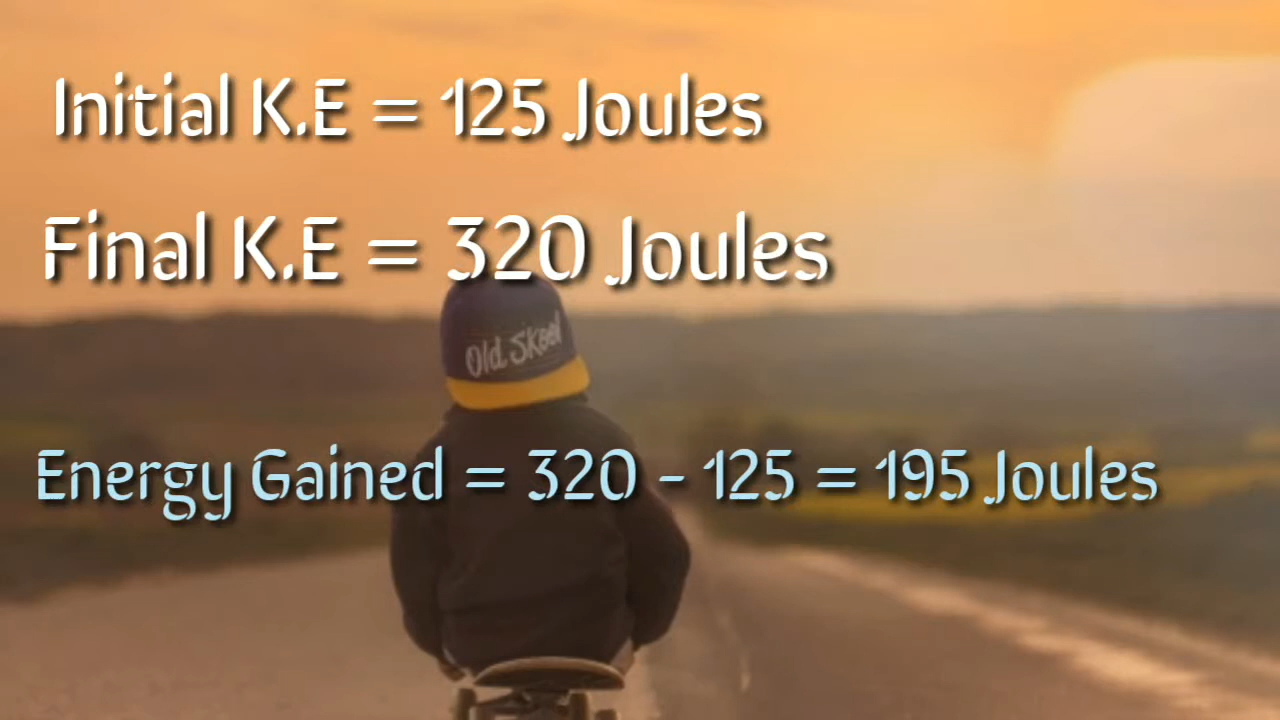 Initial K.E = 125 Joules
Final K.E = 320 Joules
Old Skool
Energy Gained = 320 - 125 = 195 Joules